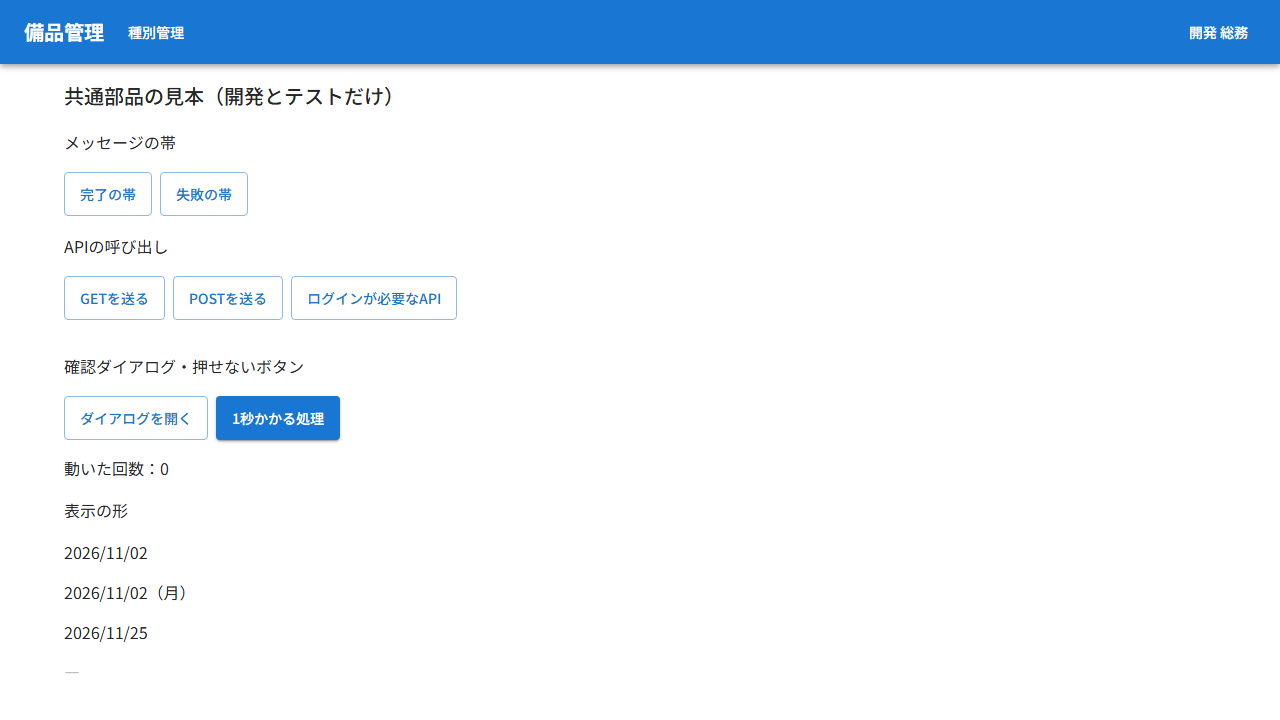 備品管理 種別管理 開発 総務
共通部品の見本（開発とテストだけ）
メッセージの帯
完了の帯 失敗の帯
APIの呼び出し
GETを送る POSTを送る ログインが必要なAPI
確認ダイアログ・押せないボタン
ダイアログを開く 1秒かかる処理
動いた回数：0
表示の形
2026/11/02
2026/11/02（月）
2026/11/25
—